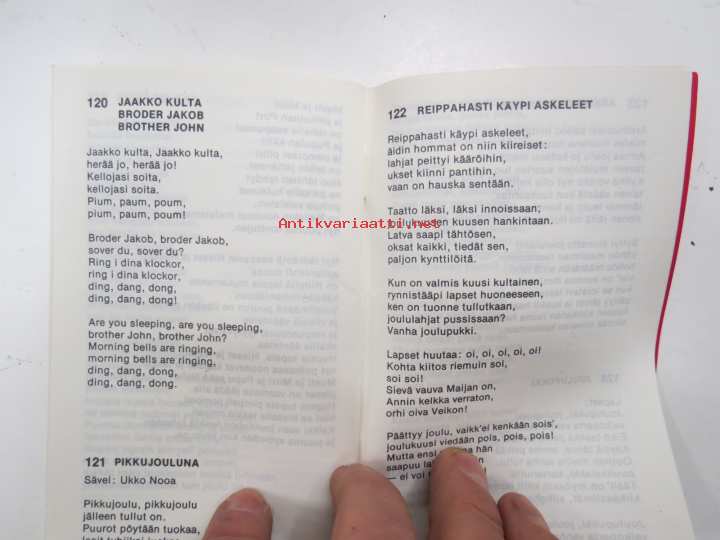 120 JAAKKO KULTA
BRODER JAKOB
BROTHER JOHN
Jaakko kulta, Jaakko kulta,
herää jo, herää jo!
Kellojasi soita,
kellojasi soita.
Pium, paum, poum,
pium, paum, poum!
Broder Jakob, broder Jakob,
sover du, sover du?
Ring i dina klockor,
ring i dina klockor,
ding, dang, dong,
ding, dang, dong!
Are you sleeping, are you sleeping,
brother John, brother John?
Morning bells are ringing,
morning bells are ringing,
ding, dang, dong,
ding, dang, dong.
121 PIKKUJOULUNA
Sävel: Ukko Nooa
Pikkujoulu, pikkujoulu
jälleen tullut on.
Puurot pöytään tuokaa,
122 REIPPAHASTI KÄYPI ASKELEET
Reippahasti käypi askeleet,
äidin hommat on niin kiireiset:
lahjat peittyi kääröihin,
ukset kiinni pantihin,
vaan on hauska sentään.
Taatto läksi, läksi innoissaan;
joulukuusen kuusen hankintaan.
Latva saapi tähtösen,
oksat kaikki, tiedät sen,
paljon kynttilöitä.
Kun on valmis kuusi kultainen,
rynnistääpi lapset huoneeseen,
ken on tuonne tullutkaan,
joululahjat pussissaan?
Vanha joulupukki.
Lapset huutaa: oi, oi, oi, oi, oi!
Kohta kiitos riemuin soi,
soi soi!
Sievä vauva Maijan on,
Annin kelkka verraton,
orhi oiva Veikon!
Päättyy joulu, vaikk'ei kenkään sois',
joulukuusi viedään pois, pois, pois!
Mutta ensi hän
saapuu
— ei voi
Antikvariaatti.net